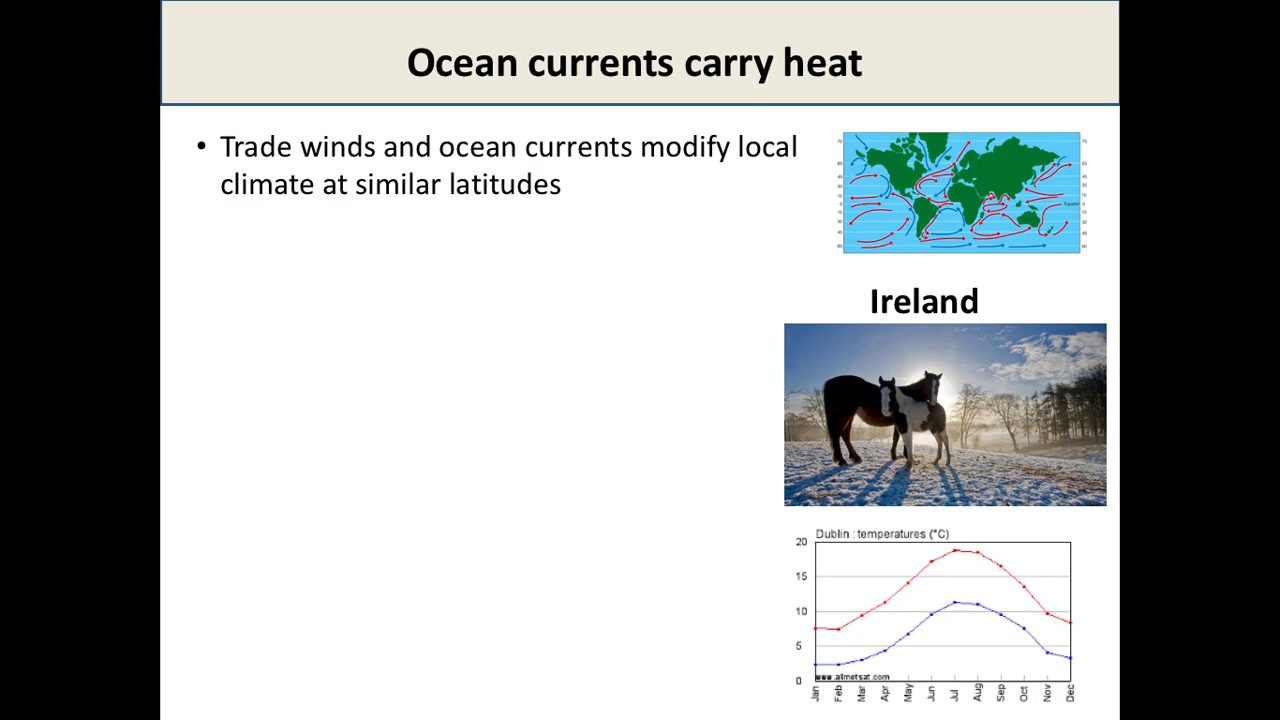 Ocean currents carry heat
• Trade winds and ocean currents modify local
climate at similar latitudes
Equator
Ireland
Dublin : temperatures (°C)
20
15
10
5
0
www.allmetsat.com
Jan Feb Mar Apr May Jun Jul Aug Sep Oct Nov Dec